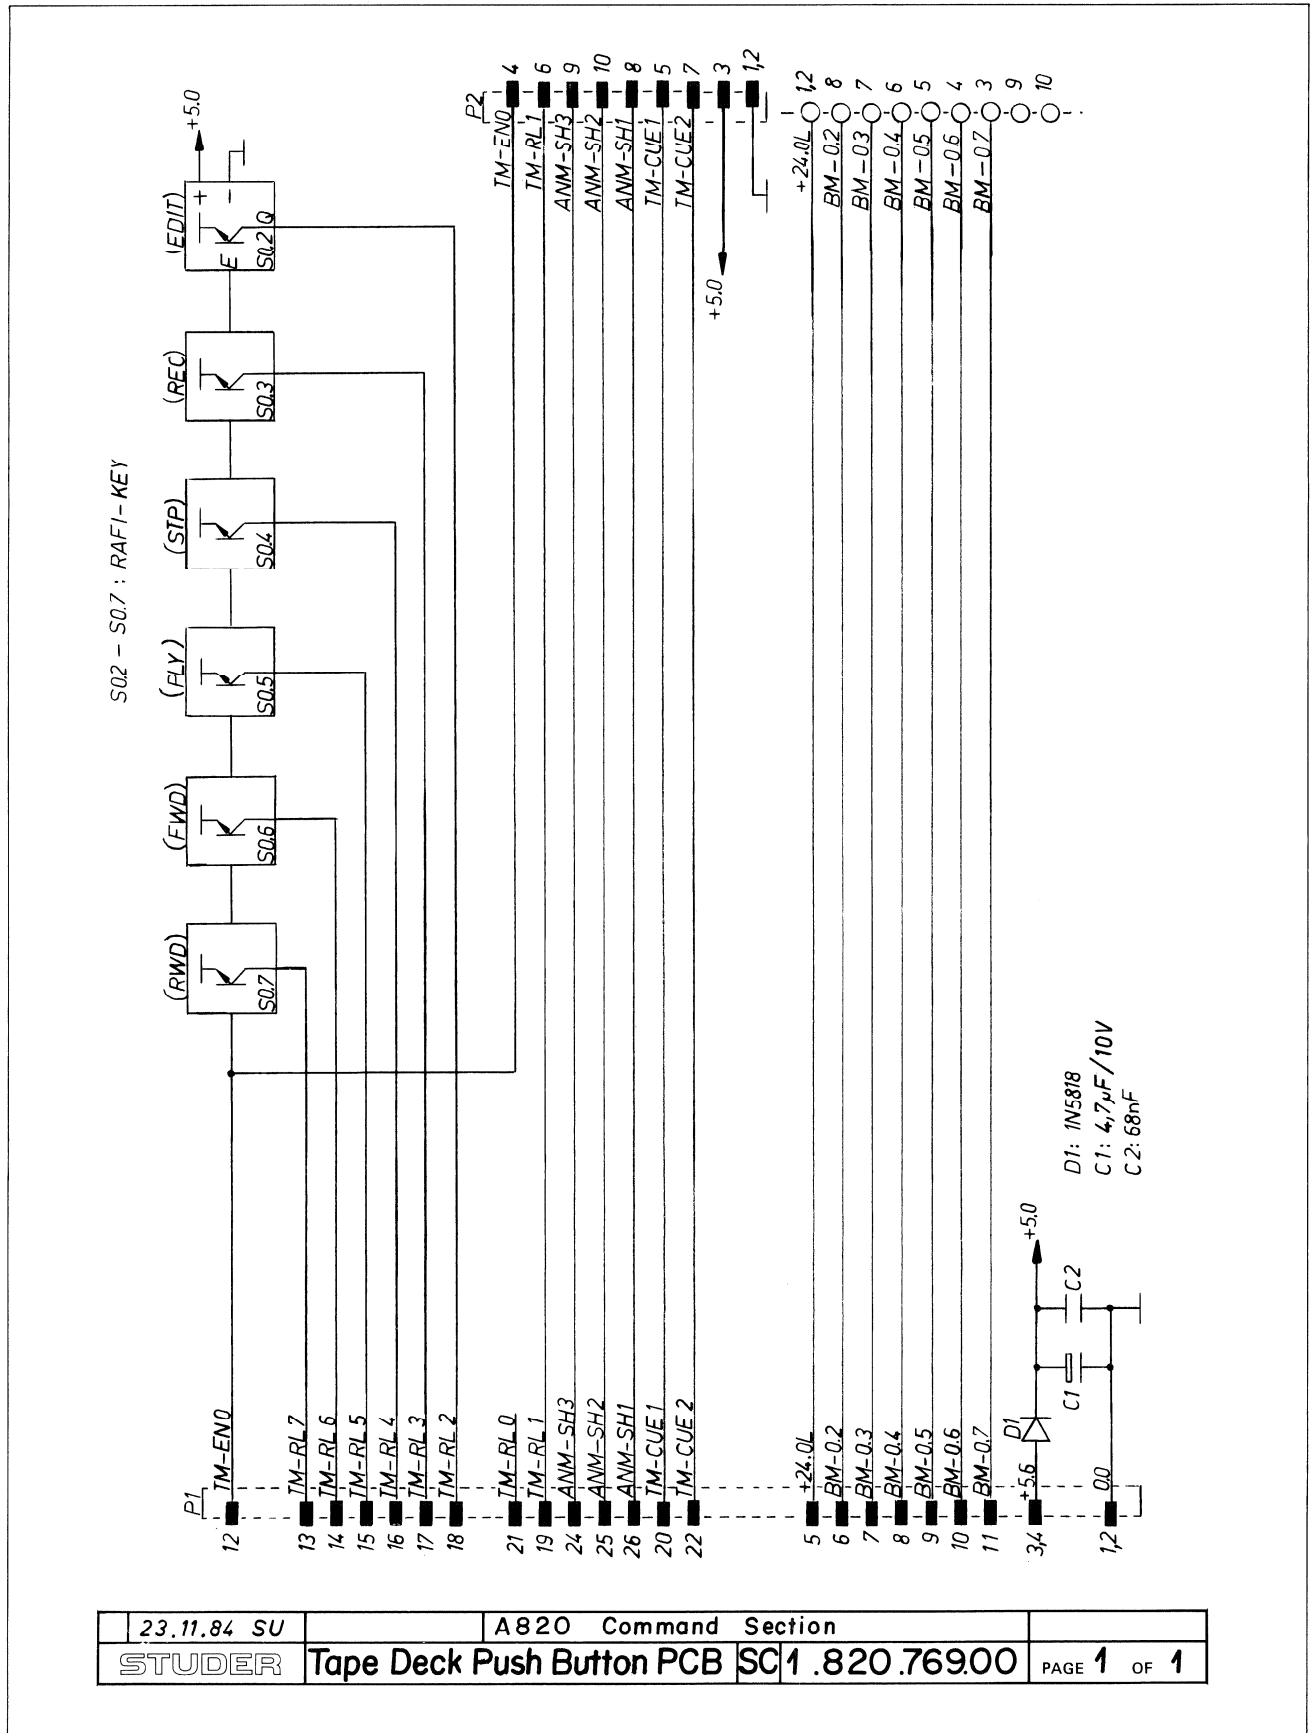 P2
4
6
9
10
8
5
7
3
1,2
TM-EN0
TM-RL1
ANM-SH3
ANM-SH2
ANM-SH1
TM-CUE1
TM-CUE2
+5.0
1,2
8
7
6
5
4
3
9
10
+24.0L
BM-0.2
BM-0.3
BM-0.4
BM-0.5
BM-0.6
BM-0.7
+5.0
(EDIT)
+
-
E
S0.2 Q
(REC)
S0.3
(STP)
S0.4
(PLY)
S0.5
(FWD)
S0.6
(RWD)
S0.7
S0.2 – S0.7 : RAFI-KEY
D1: 1N5818
C1: 4,7µF/10V
C2: 68nF
+5.0
C1
C2
D1
P1
TM-EN0
TM-RL7
TM-RL6
TM-RL5
TM-RL4
TM-RL3
TM-RL2
TM-RL0
TM-RL1
ANM-SH3
ANM-SH2
ANM-SH1
TM-CUE1
TM-CUE2
+24.0L
BM-0.2
BM-0.3
BM-0.4
BM-0.5
BM-0.6
BM-0.7
+5.6
0.0
12
13
14
15
16
17
18
21
19
24
25
26
20
22
5
6
7
8
9
10
11
3,4
1,2
23.11.84 SU
A820 Command Section
STUDER
Tape Deck Push Button PCB
SC
1.820.769.00
PAGE 1 OF 1